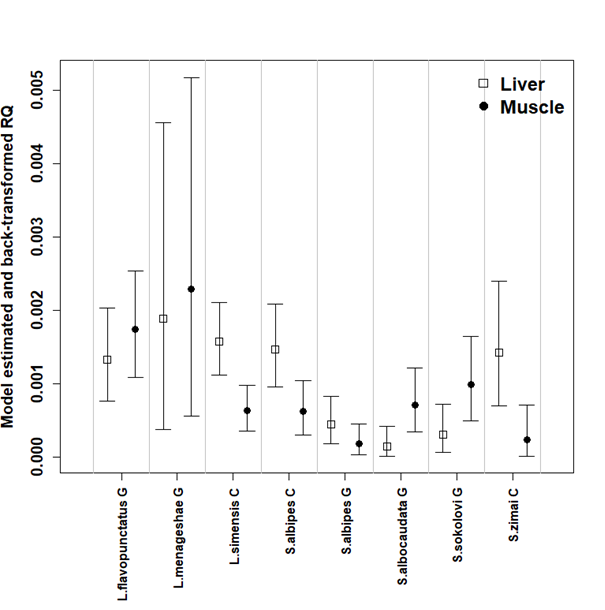 Liver
Muscle
Model estimated and back-transformed RQ
0.005
0.004
0.003
0.002
0.001
0.000
L.flavopunctatus G
L.menageshae G
L.simensis C
S.albipes C
S.albipes G
S.albocaudata G
S.sokolovi G
S.zimai C